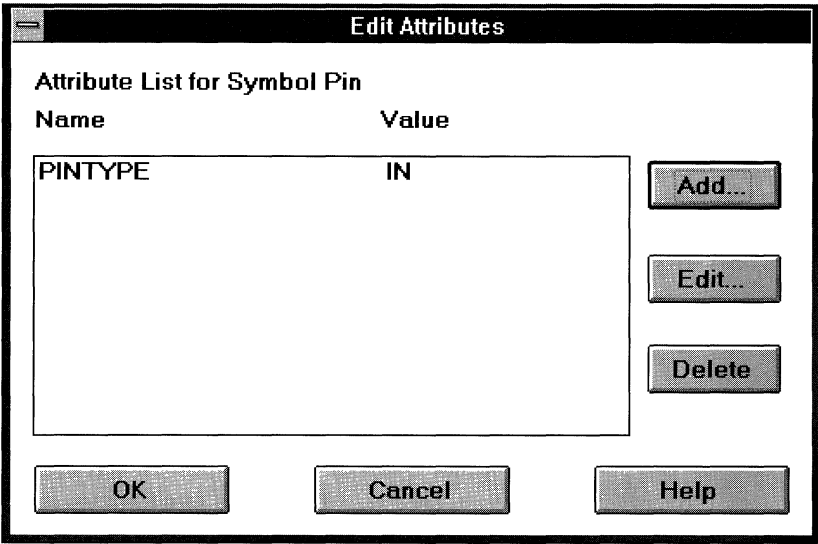 Edit Attributes
Attribute List for Symbol Pin
Name Value
PINTYPE IN
Add...
Edit...
Delete
OK Cancel Help